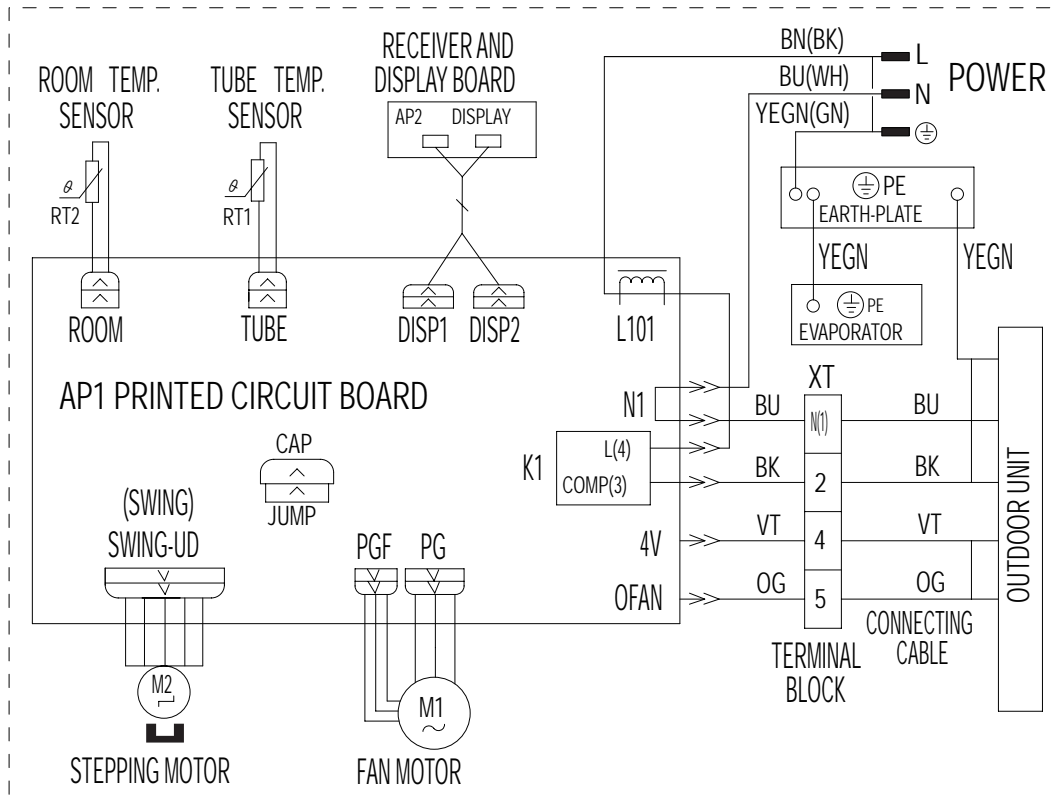 ROOM TEMP.
SENSOR
θ
RT2
TUBE TEMP.
SENSOR
θ
RT1
RECEIVER AND
DISPLAY BOARD
AP2 DISPLAY
BN(BK)
L
BU(WH)
N
POWER
YEGN(GN)
PE
EARTH-PLATE
YEGN
YEGN
PE
EVAPORATOR
ROOM
TUBE
DISP1
DISP2
L101
AP1 PRINTED CIRCUIT BOARD
CAP
JUMP
N1
K1
L(4)
COMP(3)
4V
OFAN
XT
BU
N(1)
BU
BK
2
BK
VT
4
VT
OG
5
OG
TERMINAL
BLOCK
CONNECTING
CABLE
OUTDOOR UNIT
(SWING)
SWING-UD
M2
STEPPING MOTOR
PGF
PG
M1
~
FAN MOTOR